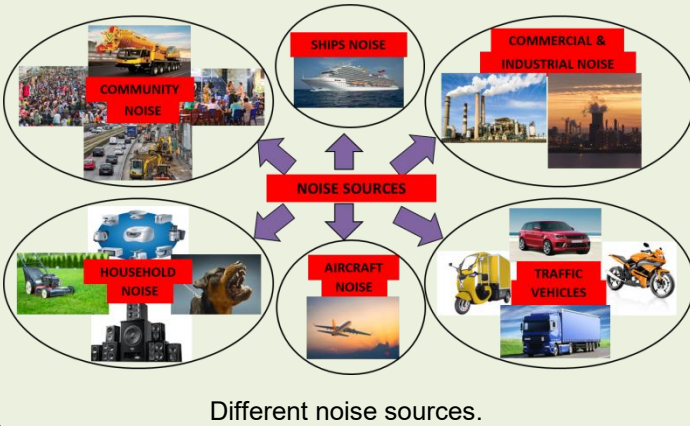 SHIPS NOISE
COMMERCIAL &
INDUSTRIAL NOISE
COMMUNITY
NOISE
NOISE SOURCES
HOUSEHOLD
NOISE
AIRCRAFT
NOISE
TRAFFIC
VEHICLES
Different noise sources.